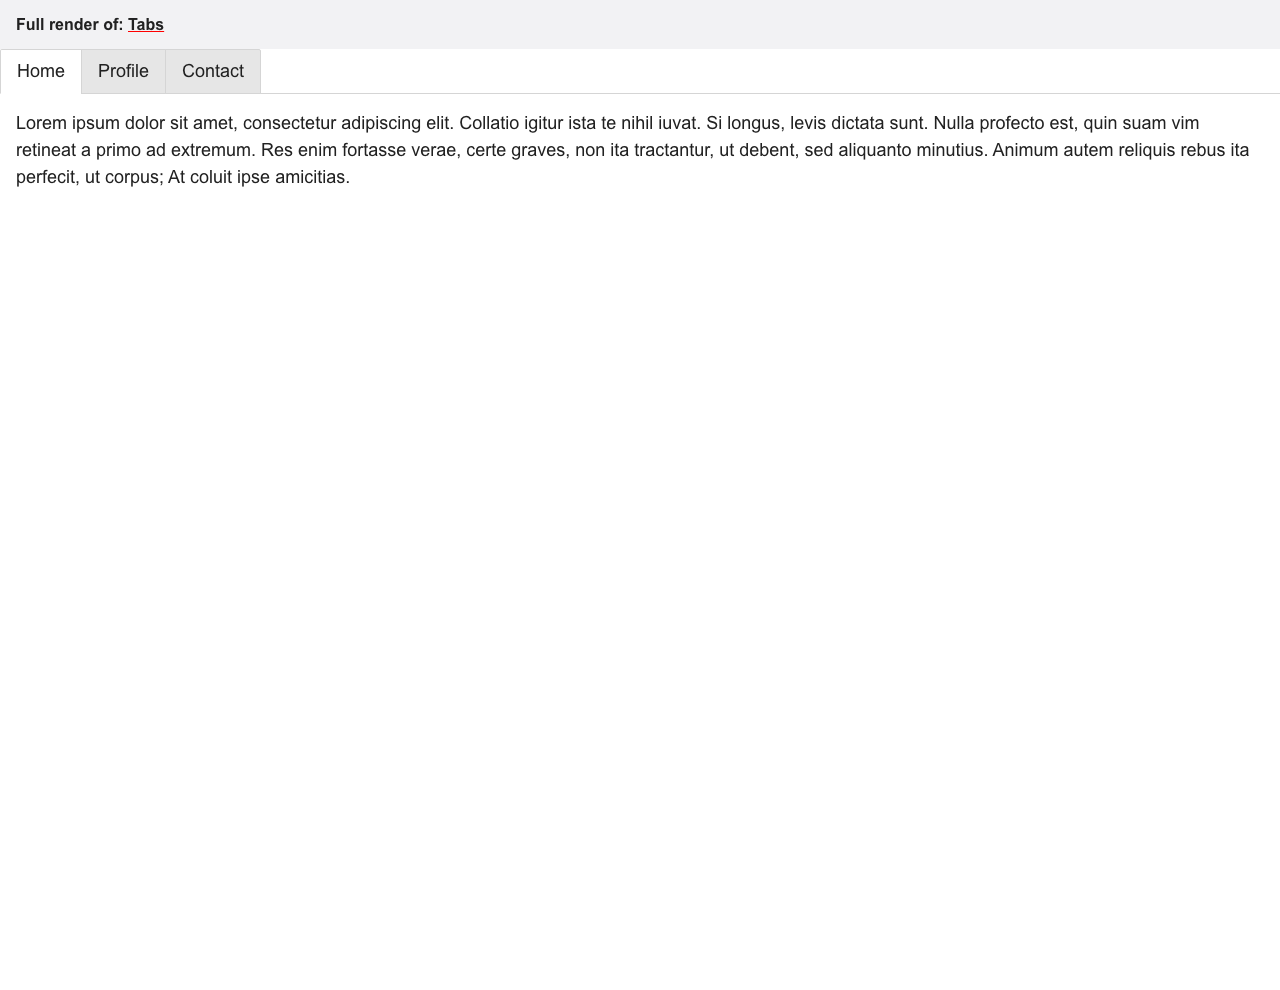 Full render of: Tabs
Home Profile Contact
Lorem ipsum dolor sit amet, consectetur adipiscing elit. Collatio igitur ista te nihil iuvat. Si longus, levis dictata sunt. Nulla profecto est, quin suam vim
retineat a primo ad extremum. Res enim fortasse verae, certe graves, non ita tractantur, ut debent, sed aliquanto minutius. Animum autem reliquis rebus ita
perfecit, ut corpus; At coluit ipse amicitias.